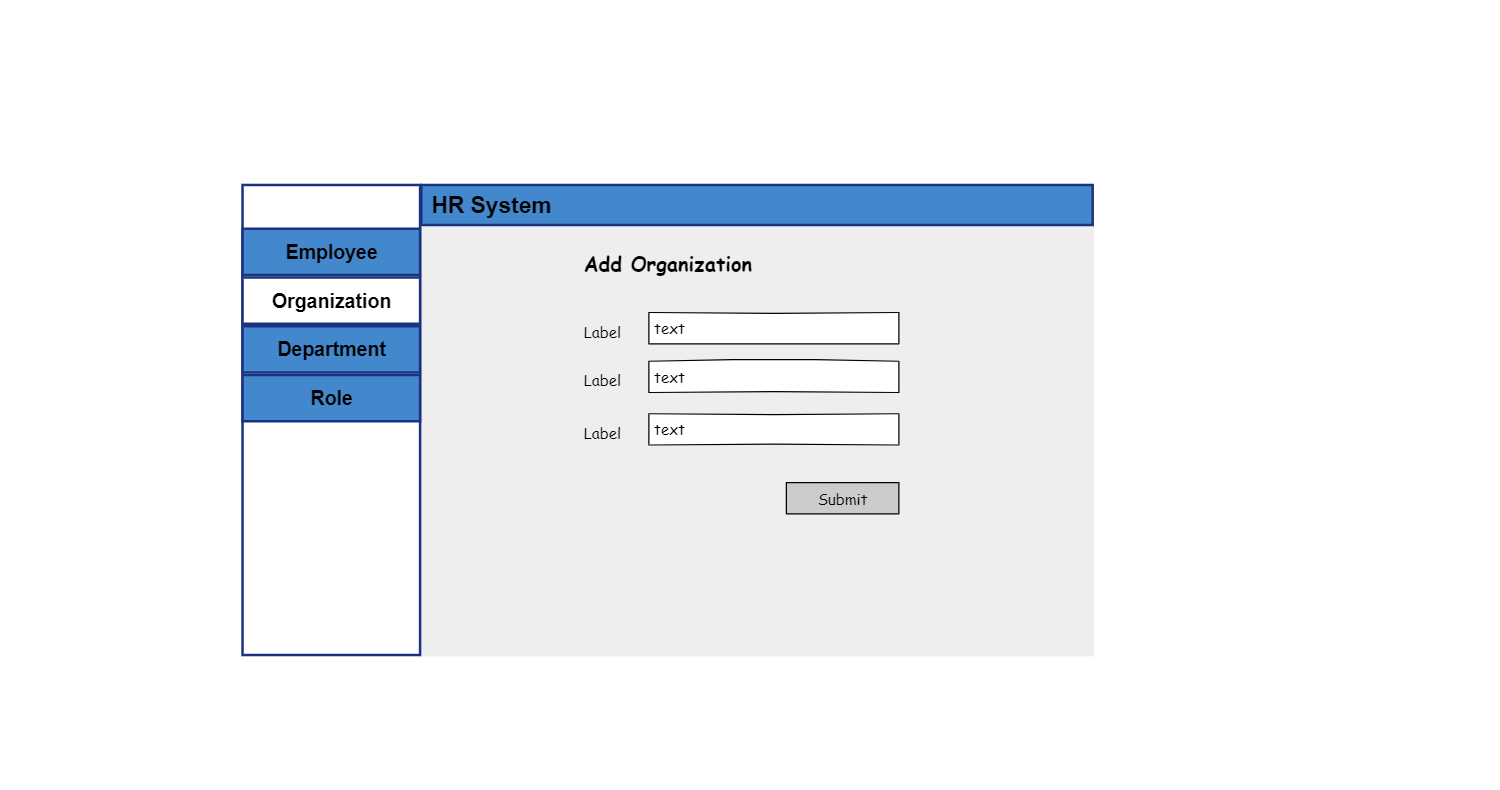 HR System
Employee
Organization
Department
Role
Add Organization
Label text
Label text
Label text
Submit